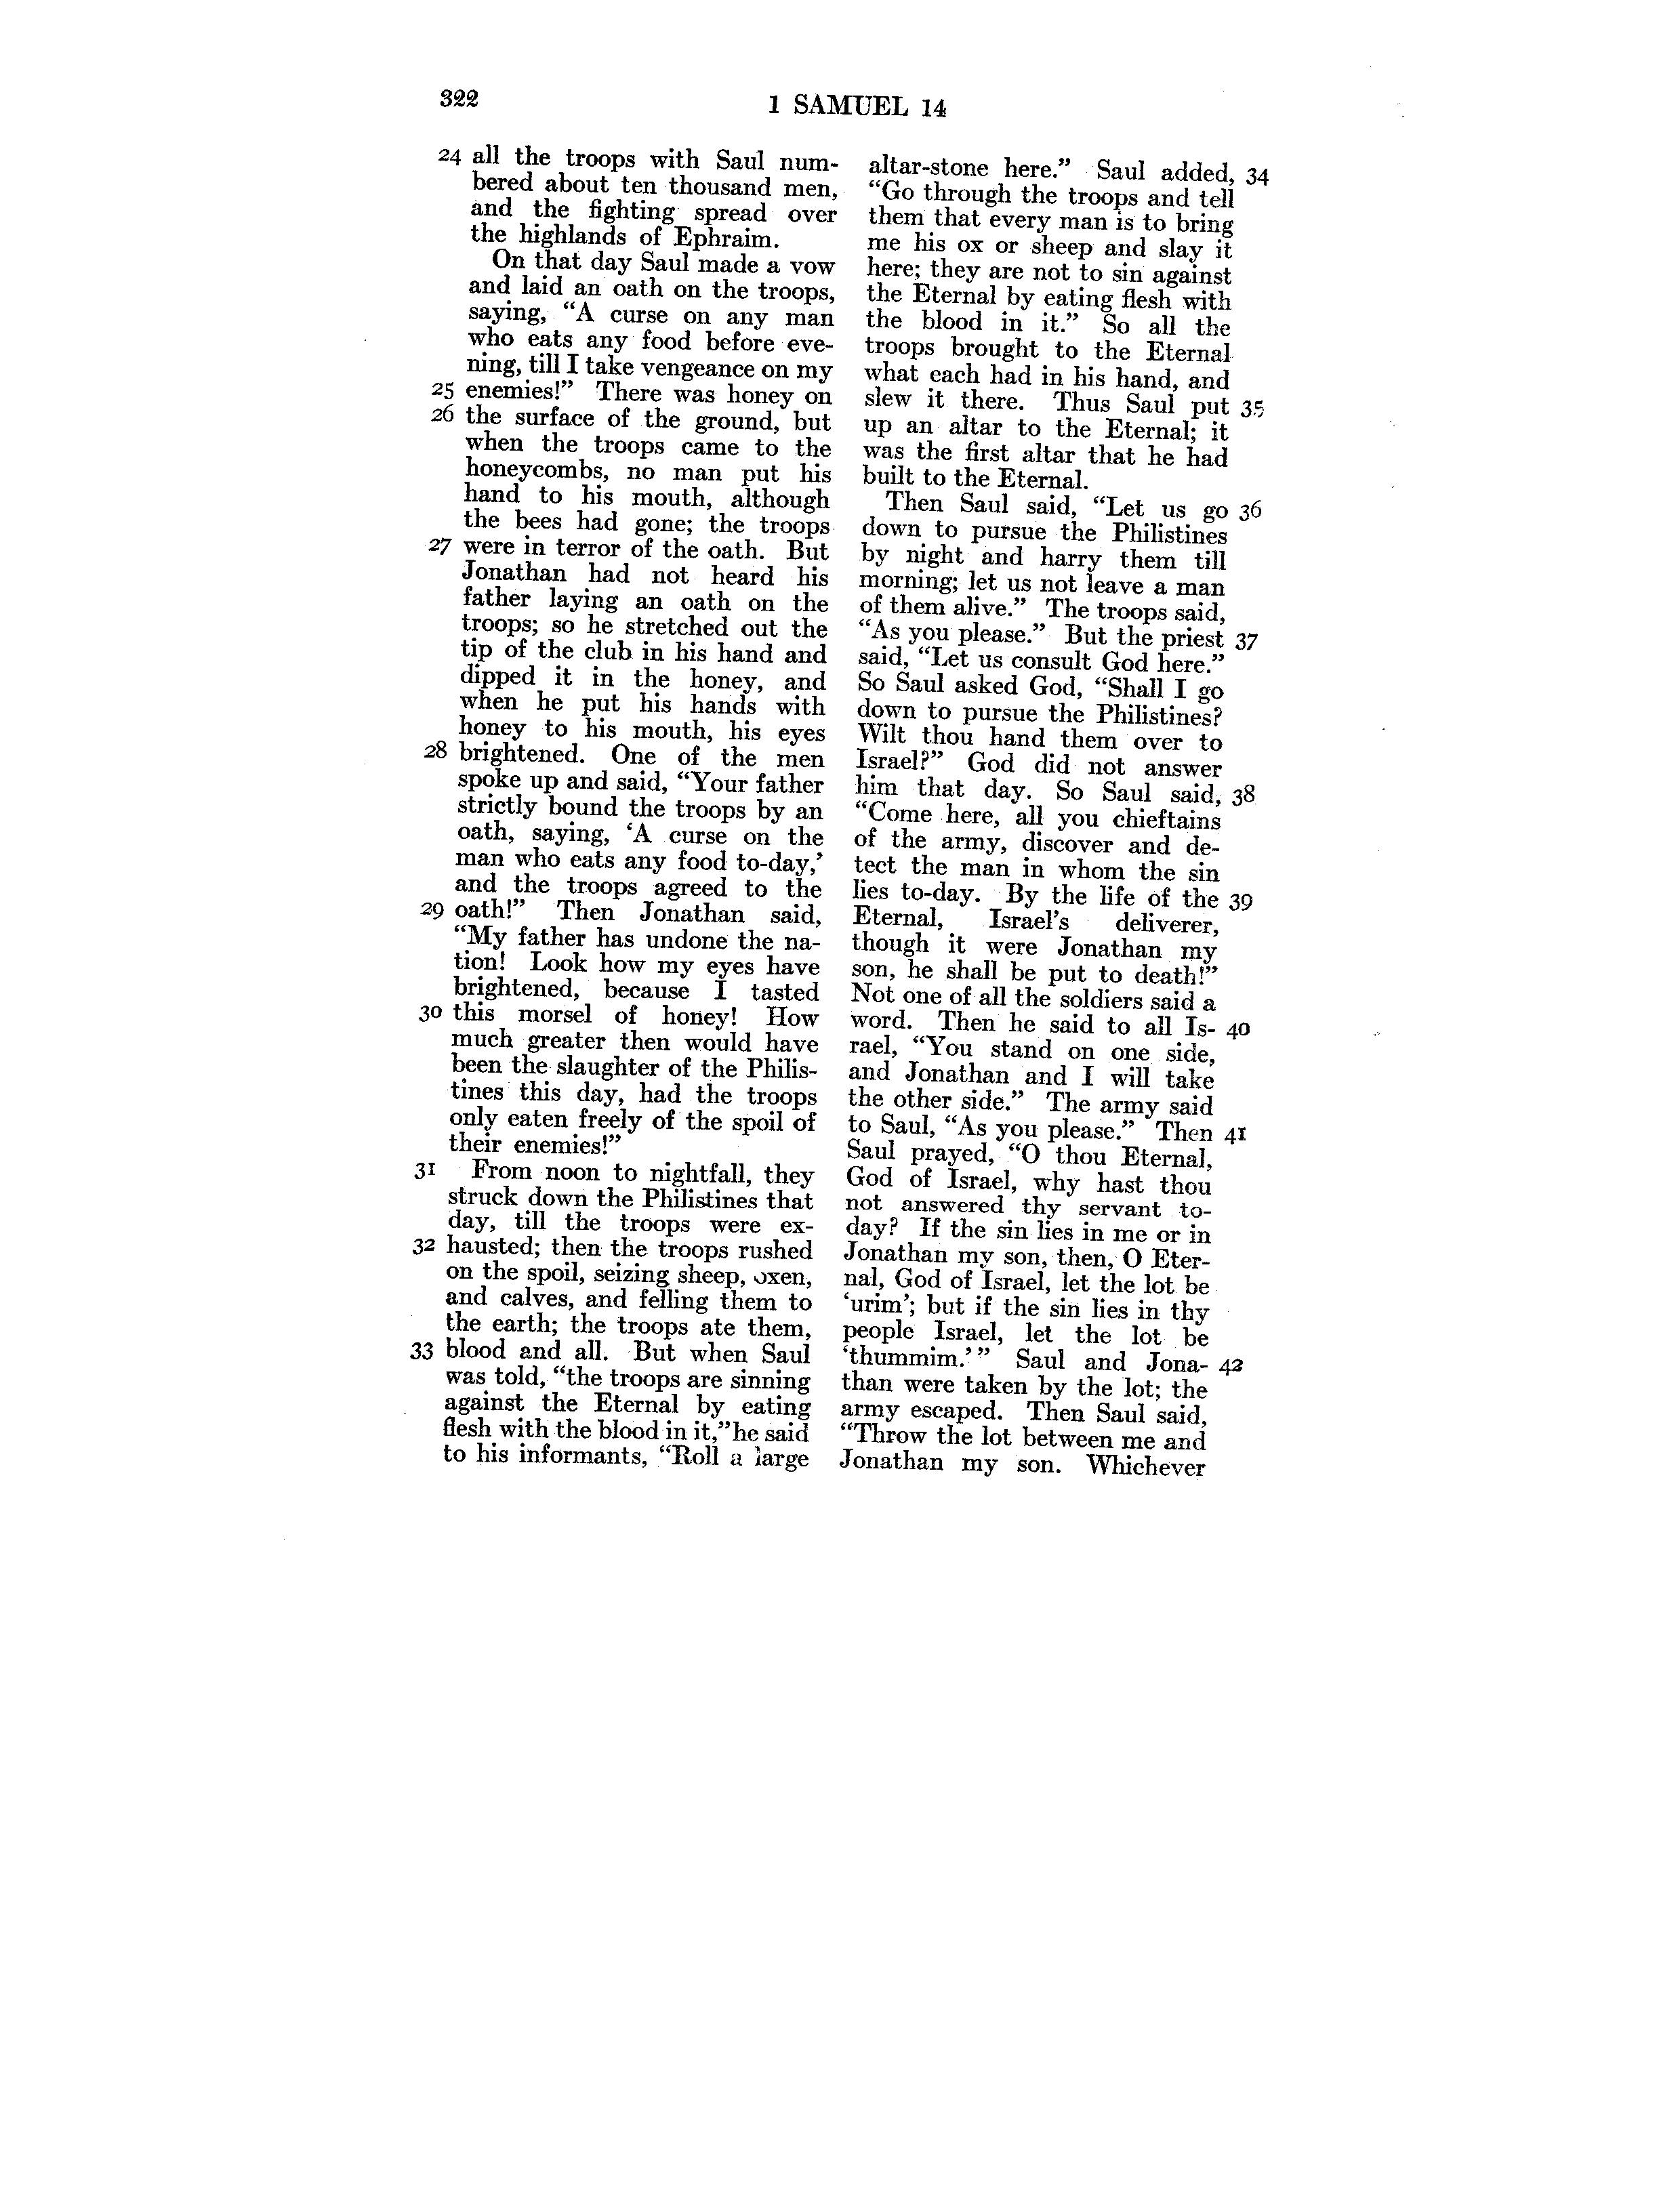 322
1 SAMUEL 14
24 all the troops with Saul num-
bered about ten thousand men,
and the fighting spread over
the highlands of Ephraim.
On that day Saul made a vow
and laid an oath on the troops,
saying, “A curse on any man
who eats any food before eve-
ning, till I take vengeance on my
25 enemies!” There was honey on
26 the surface of the ground, but
when the troops came to the
honeycombs, no man put his
hand to his mouth, although
the bees had gone; the troops
27 were in terror of the oath. But
Jonathan had not heard his
father laying an oath on the
troops; so he stretched out the
tip of the club in his hand and
dipped it in the honey, and
when he put his hands with
honey to his mouth, his eyes
28 brightened. One of the men
spoke up and said, “Your father
strictly bound the troops by an
oath, saying, ‘A curse on the
man who eats any food to-day,’
and the troops agreed to the
29 oath!” Then Jonathan said,
“My father has undone the na-
tion! Look how my eyes have
brightened, because I tasted
30 this morsel of honey! How
much greater then would have
been the slaughter of the Philis-
tines this day, had the troops
only eaten freely of the spoil of
their enemies!”
31 From noon to nightfall, they
struck down the Philistines that
day, till the troops were ex-
32 hausted; then the troops rushed
on the spoil, seizing sheep, oxen,
and calves, and felling them to
the earth; the troops ate them,
33 blood and all. But when Saul
was told, “the troops are sinning
against the Eternal by eating
flesh with the blood in it,” he said
to his informants, “Roll a large
altar-stone here.” Saul added, 34
“Go through the troops and tell
them that every man is to bring
me his ox or sheep and slay it
here; they are not to sin against
the Eternal by eating flesh with
the blood in it.” So all the
troops brought to the Eternal
what each had in his hand, and
slew it there. Thus Saul put 35
up an altar to the Eternal; it
was the first altar that he had
built to the Eternal.
Then Saul said, “Let us go 36
down to pursue the Philistines
by night and harry them till
morning; let us not leave a man
of them alive.” The troops said,
“As you please.” But the priest 37
said, “Let us consult God here.”
So Saul asked God, “Shall I go
down to pursue the Philistines?
Wilt thou hand them over to
Israel?” God did not answer
him that day. So Saul said, 38
“Come here, all you chieftains
of the army, discover and de-
tect the man in whom the sin
lies to-day. By the life of the 39
Eternal, Israel’s deliverer,
though it were Jonathan my
son, he shall be put to death!”
Not one of all the soldiers said a
word. Then he said to all Is- 40
rael, “You stand on one side,
and Jonathan and I will take
the other side.” The army said
to Saul, “As you please.” Then 41
Saul prayed, “O thou Eternal,
God of Israel, why hast thou
not answered thy servant to-
day? If the sin lies in me or in
Jonathan my son, then, O Eter-
nal, God of Israel, let the lot be
‘urim’; but if the sin lies in thy
people Israel, let the lot be
‘thummim.’ ” Saul and Jona- 42
than were taken by the lot; the
army escaped. Then Saul said,
“Throw the lot between me and
Jonathan my son. Whichever